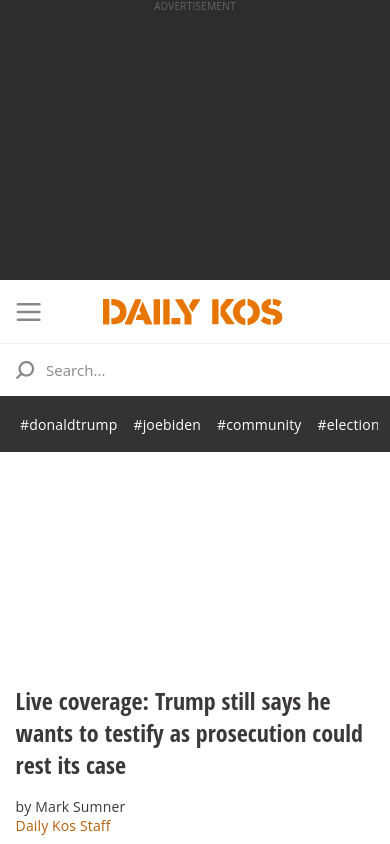 ADVERTISEMENT
DAILY KOS
Search...
#donaldtrump #joebiden #community #election
Live coverage: Trump still says he
wants to testify as prosecution could
rest its case
by Mark Sumner
Daily Kos Staff